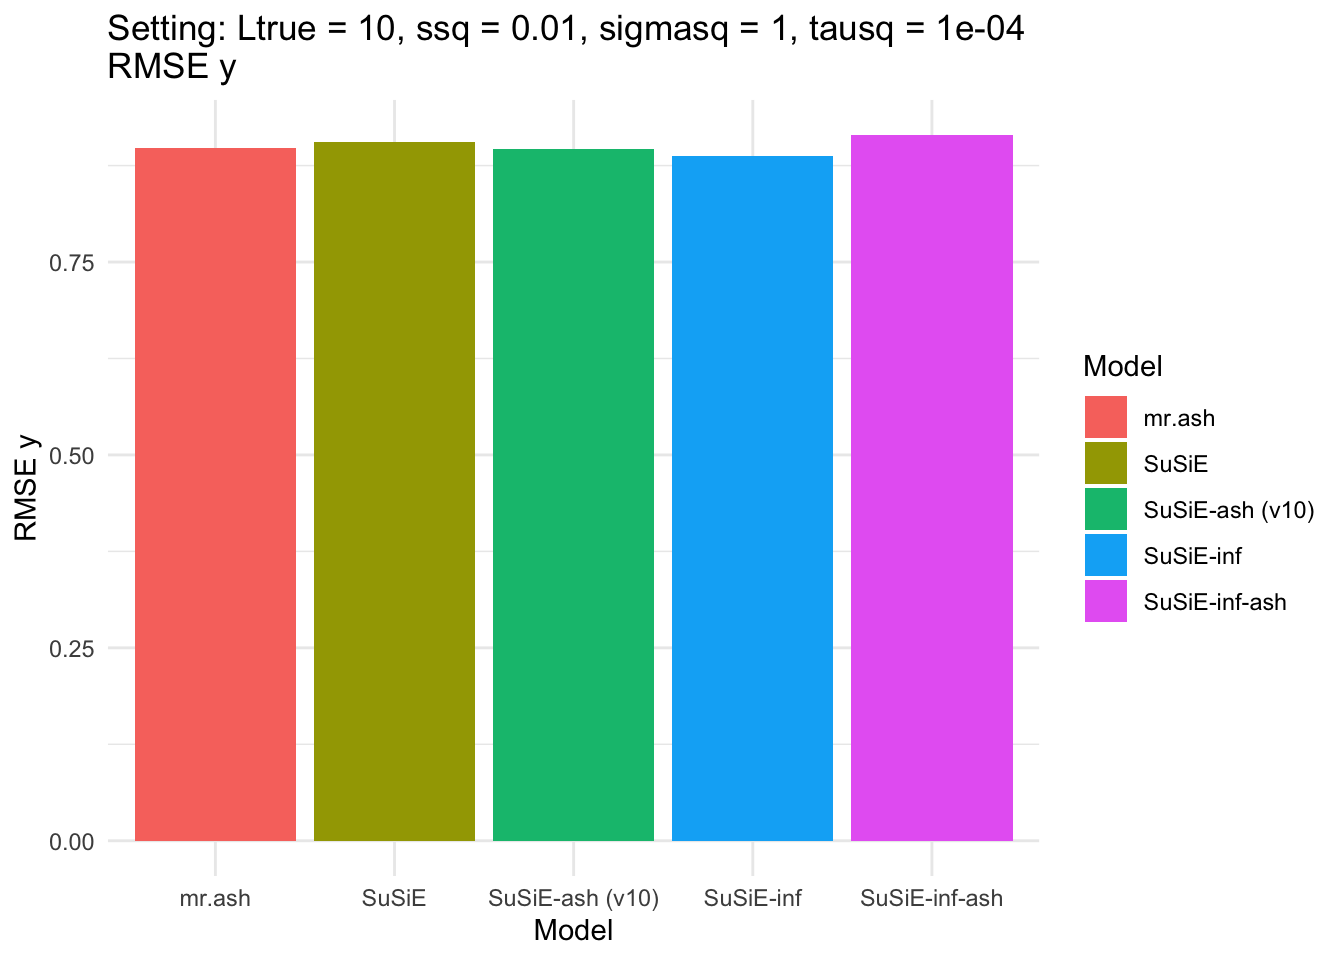 Setting: Ltrue = 10, ssq = 0.01, sigmasq = 1, tausq = 1e-04
RMSE y
RMSE y
0.75
0.50
0.25
0.00
mr.ash
SuSiE
SuSiE-ash (v10)
SuSiE-inf
SuSiE-inf-ash
Model
Model
mr.ash
SuSiE
SuSiE-ash (v10)
SuSiE-inf
SuSiE-inf-ash